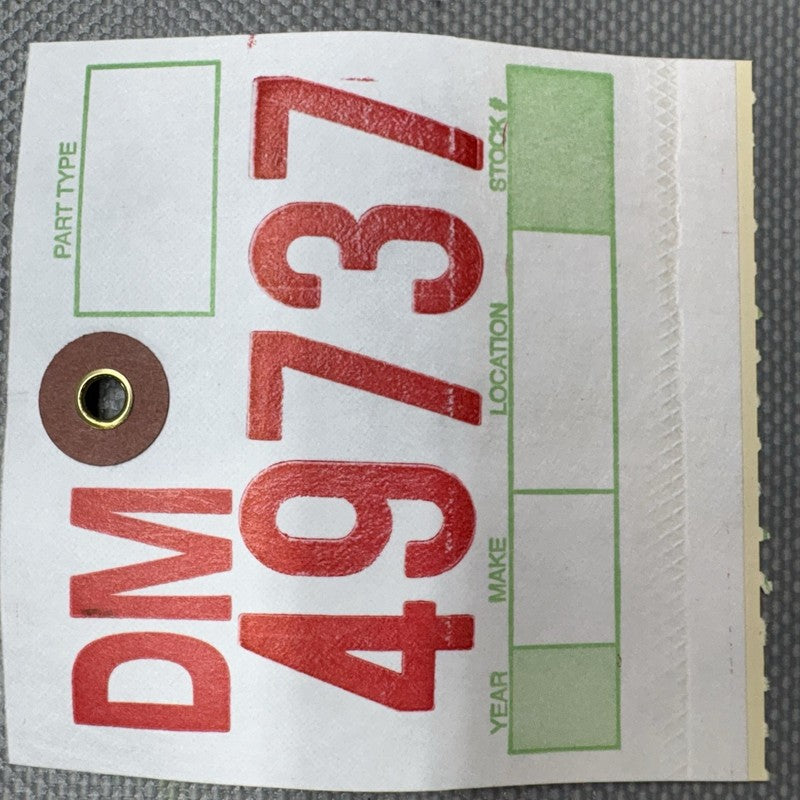 DM PART TYPE
49737
YEAR MAKE LOCATION STOCK #